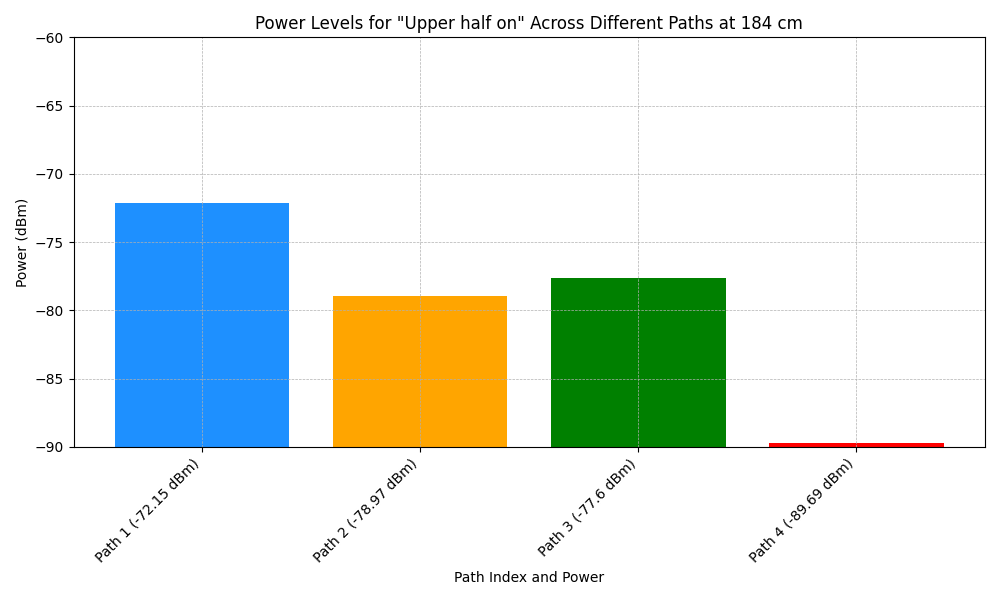 Power Levels for "Upper half on" Across Different Paths at 184 cm
Power (dBm)
−60
−65
−70
−75
−80
−85
−90
Path 1 (-72.15 dBm)
Path 2 (-78.97 dBm)
Path 3 (-77.6 dBm)
Path 4 (-89.69 dBm)
Path Index and Power